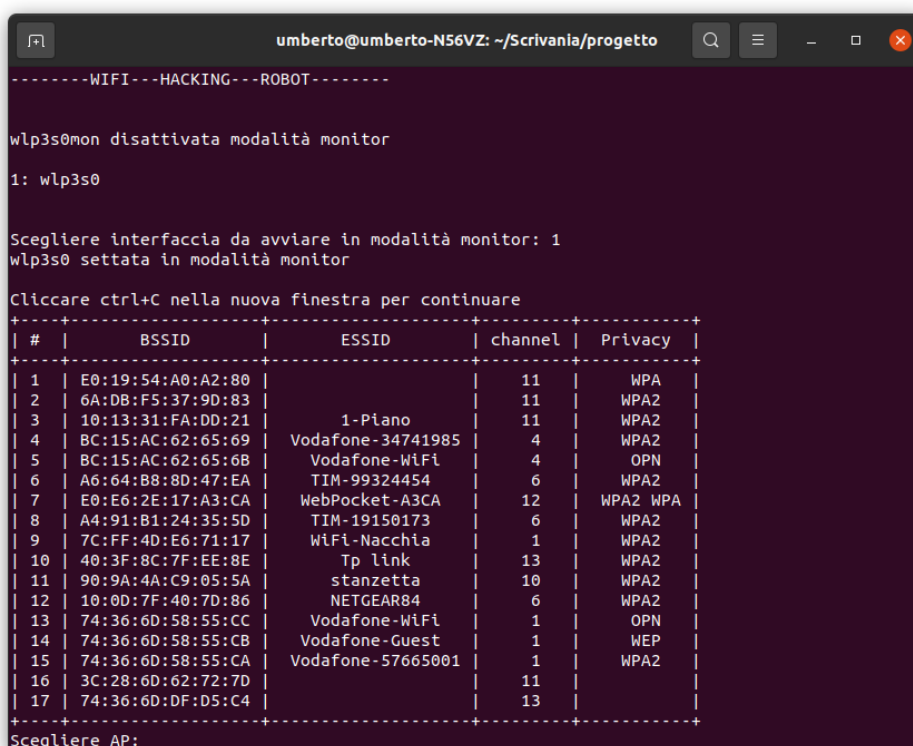 umberto@umberto-N56VZ: ~/Scrivania/progetto
--------WIFI---HACKING---ROBOT--------
wlp3s0mon disattivata modalità monitor
1: wlp3s0
Scegliere interfaccia da avviare in modalità monitor: 1
wlp3s0 settata in modalità monitor
Cliccare ctrl+C nella nuova finestra per continuare
+----+-------------------+--------------------+---------+-----------+
| # | BSSID | ESSID | channel | Privacy |
+----+-------------------+--------------------+---------+-----------+
| 1 | E0:19:54:A0:A2:80 | | 11 | WPA |
| 2 | 6A:DB:F5:37:9D:83 | | 11 | WPA2 |
| 3 | 10:13:31:FA:DD:21 | 1-Piano | 11 | WPA2 |
| 4 | BC:15:AC:62:65:69 | Vodafone-34741985 | 4 | WPA2 |
| 5 | BC:15:AC:62:65:6B | Vodafone-WiFi | 4 | OPN |
| 6 | A6:64:B8:8D:47:EA | TIM-99324454 | 6 | WPA2 |
| 7 | E0:E6:2E:17:A3:CA | WebPocket-A3CA | 12 | WPA2 WPA |
| 8 | A4:91:B1:24:35:5D | TIM-19150173 | 6 | WPA2 |
| 9 | 7C:FF:4D:E6:71:17 | WiFi-Nacchia | 1 | WPA2 |
| 10 | 40:3F:8C:7F:EE:8E | Tp link | 13 | WPA2 |
| 11 | 90:9A:4A:C9:05:5A | stanzetta | 10 | WPA2 |
| 12 | 10:0D:7F:40:7D:86 | NETGEAR84 | 6 | WPA2 |
| 13 | 74:36:6D:58:55:CC | Vodafone-WiFi | 1 | OPN |
| 14 | 74:36:6D:58:55:CB | Vodafone-Guest | 1 | WEP |
| 15 | 74:36:6D:58:55:CA | Vodafone-57665001 | 1 | WPA2 |
| 16 | 3C:28:6D:62:72:7D | | 11 | |
| 17 | 74:36:6D:DF:D5:C4 | | 13 | |
+----+-------------------+--------------------+---------+-----------+
Scegliere AP: